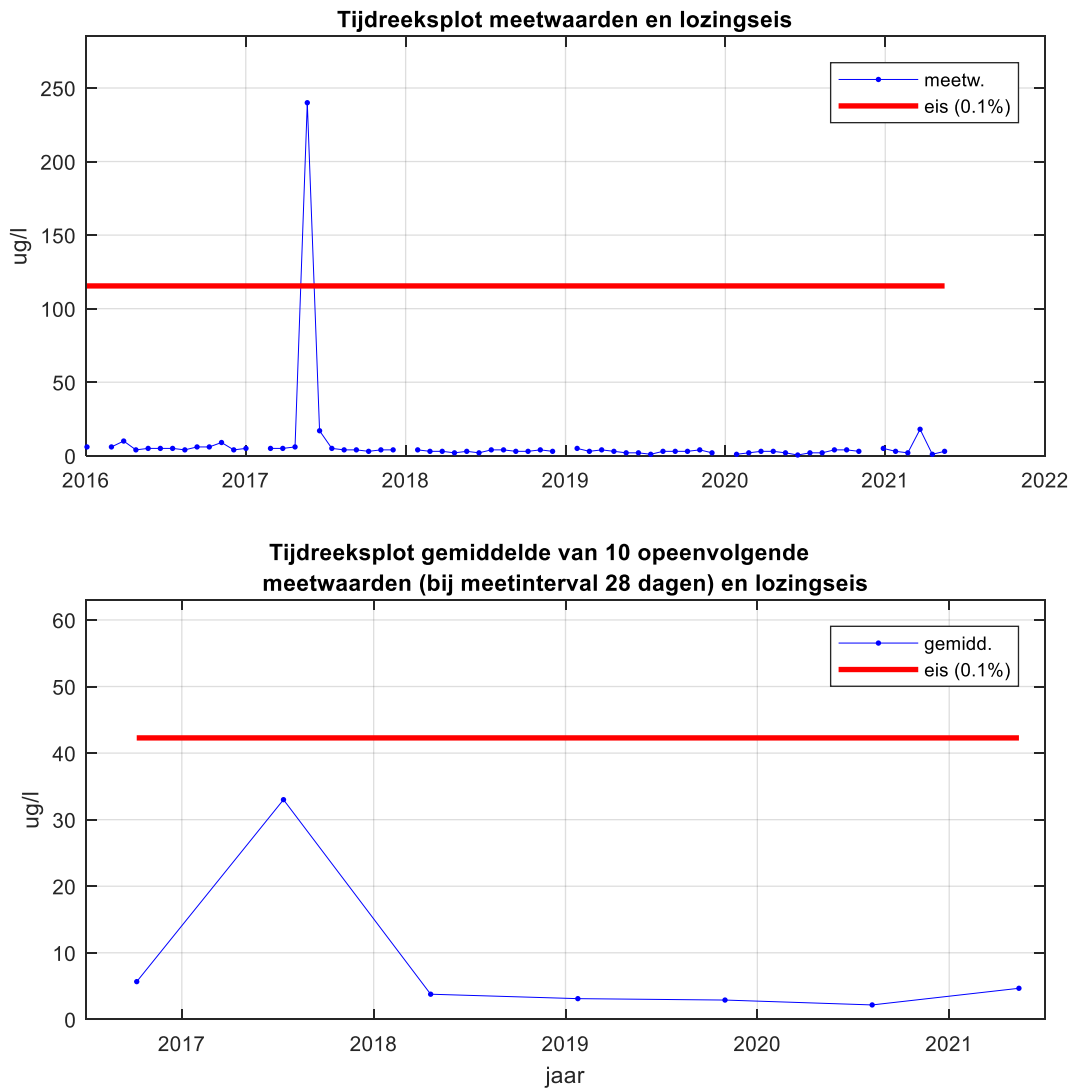 Tijdreeksplot meetwaarden en lozingseis
250
200
150
100
50
0
ug/l
meetw.
eis (0.1%)
2016 2017 2018 2019 2020 2021 2022
Tijdreeksplot gemiddelde van 10 opeenvolgende
meetwaarden (bij meetinterval 28 dagen) en lozingseis
60
50
40
30
20
10
0
ug/l
gemidd.
eis (0.1%)
2017 2018 2019 2020 2021
jaar